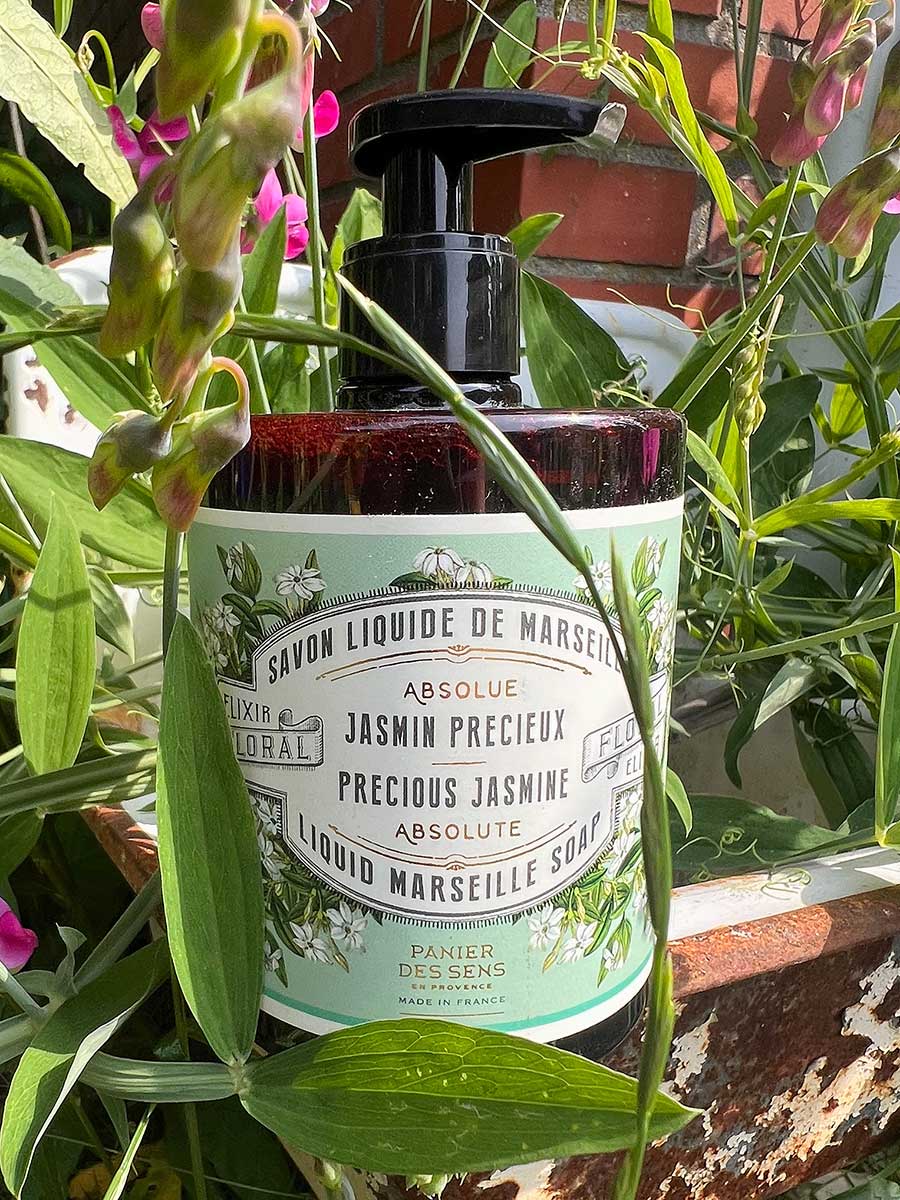 SAVON LIQUIDE DE MARSEILL
ABSOLUE
JASMIN PRECIEUX
ELIXIR
FLORAL
FLO
ELI
PRECIOUS JASMINE
ABSOLUTE
LIQUID MARSEILLE SOAP
PANIER
DES SENS
EN PROVENCE
MADE IN FRANCE